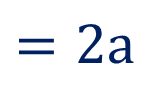 = 2a